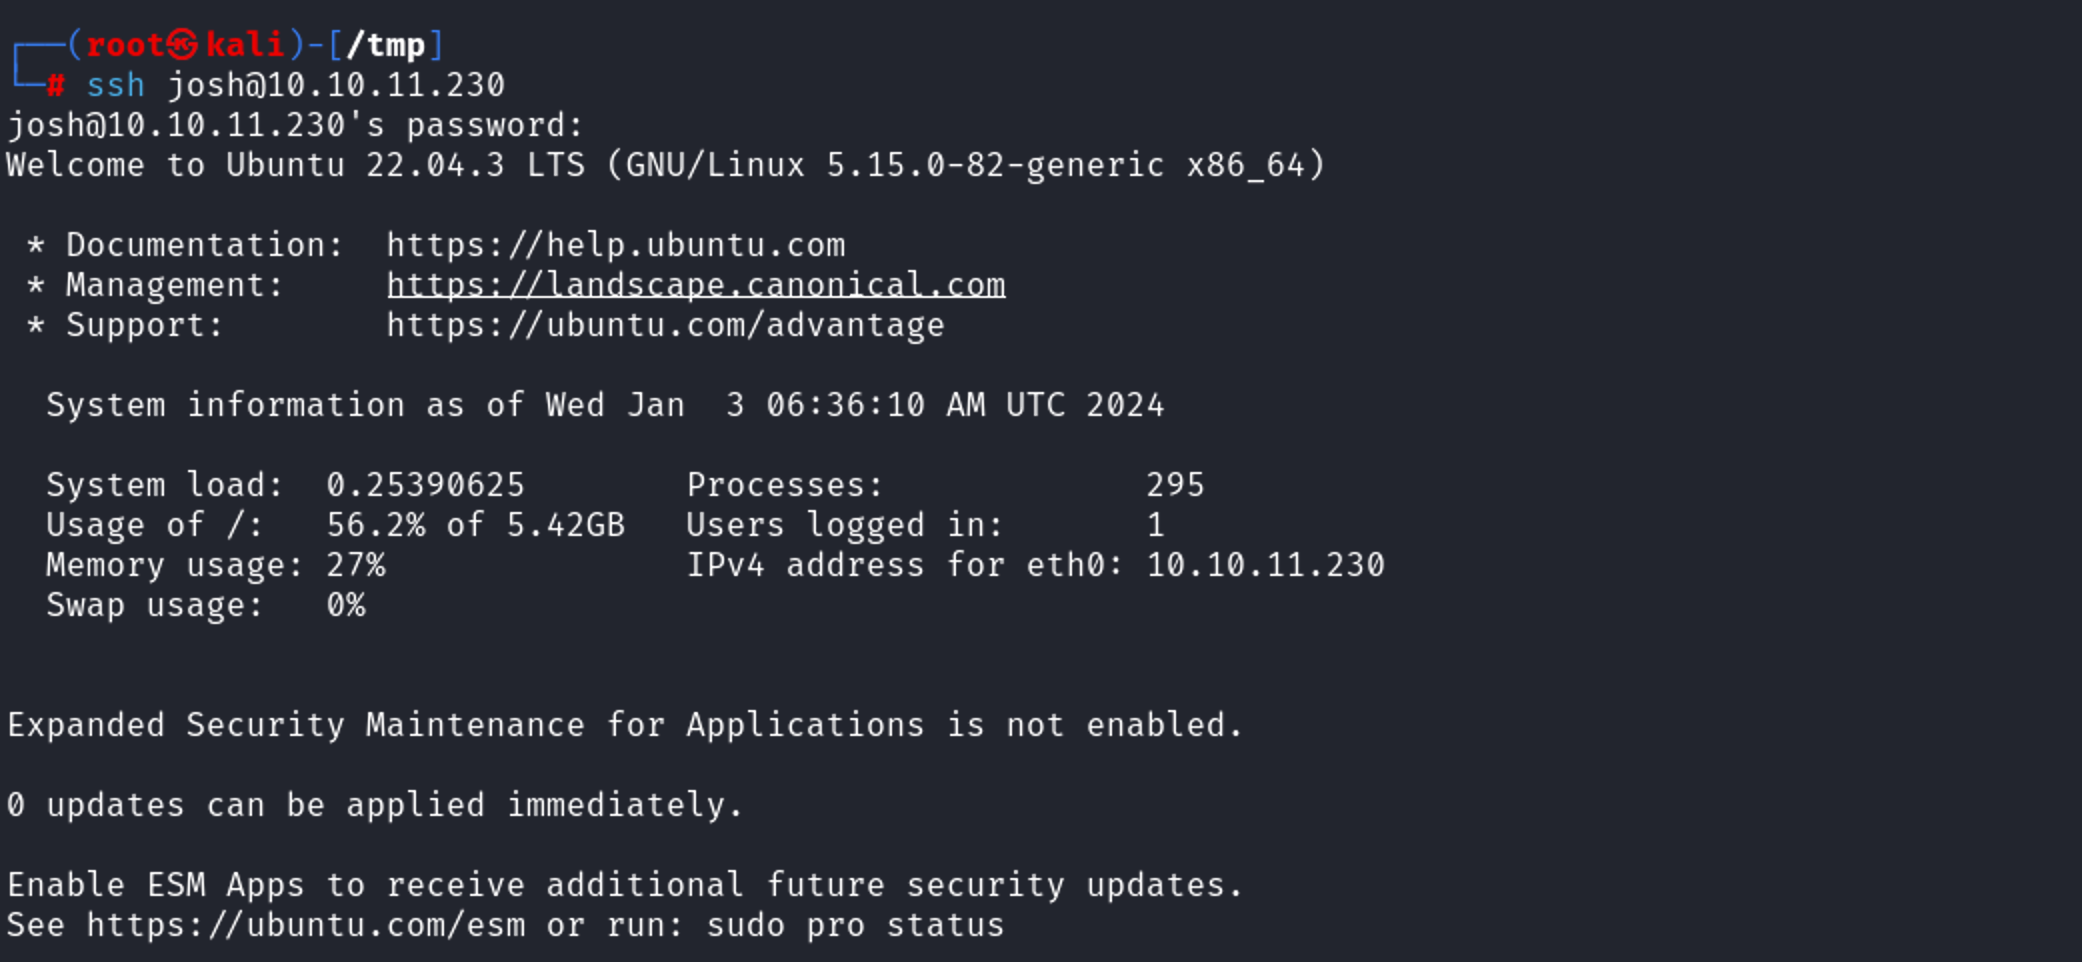 ┌──(root㉿kali)-[/tmp]
└─# ssh josh@10.10.11.230
josh@10.10.11.230's password:
Welcome to Ubuntu 22.04.3 LTS (GNU/Linux 5.15.0-82-generic x86_64)

 * Documentation:  https://help.ubuntu.com
 * Management:     https://landscape.canonical.com
 * Support:        https://ubuntu.com/advantage

  System information as of Wed Jan  3 06:36:10 AM UTC 2024

  System load:  0.25390625        Processes:             295
  Usage of /:   56.2% of 5.42GB   Users logged in:       1
  Memory usage: 27%               IPv4 address for eth0: 10.10.11.230
  Swap usage:   0%

Expanded Security Maintenance for Applications is not enabled.

0 updates can be applied immediately.

Enable ESM Apps to receive additional future security updates.
See https://ubuntu.com/esm or run: sudo pro status